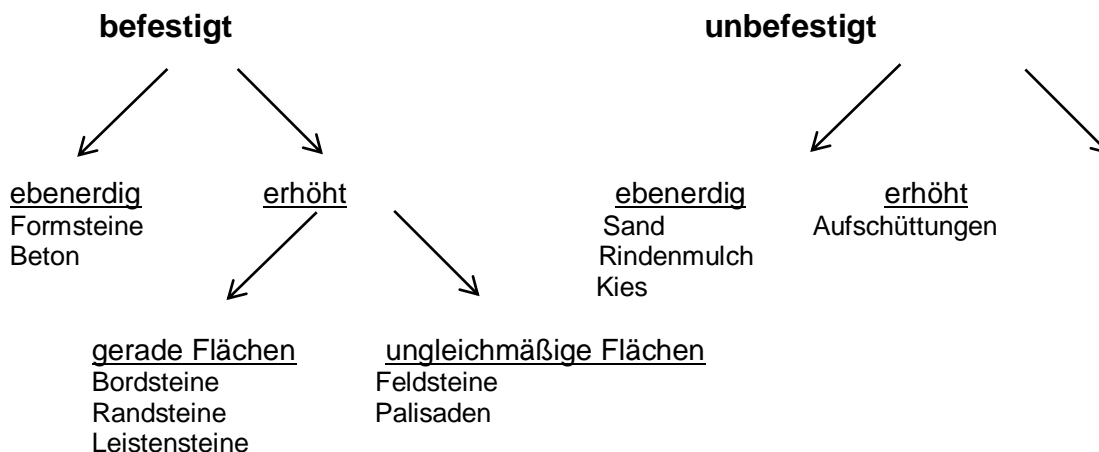 befestigt
unbefestigt
ebenerdig
Formsteine
Beton
erhöht
ebenerdig
Sand
Rindenmulch
Kies
erhöht
Aufschüttungen
gerade Flächen
Bordsteine
Randsteine
Leistensteine
ungleichmäßige Flächen
Feldsteine
Palisaden